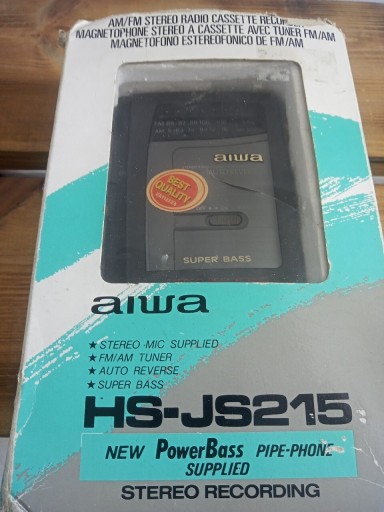 AM/FM STEREO RADIO CASSETTE RECORDER
MAGNETOPHONE STEREO A CASSETTE AVEC TUNER FM/AM
MAGNETOFONO ESTEREOFONICO DE FM/AM
aiwa
BEST
QUALITY
SUPER BASS
aiwa
★ STEREO MIC SUPPLIED
★ FM/AM TUNER
★ AUTO REVERSE
★ SUPER BASS
HS-JS215
NEW PowerBass PIPE-PHONE
SUPPLIED
STEREO RECORDING